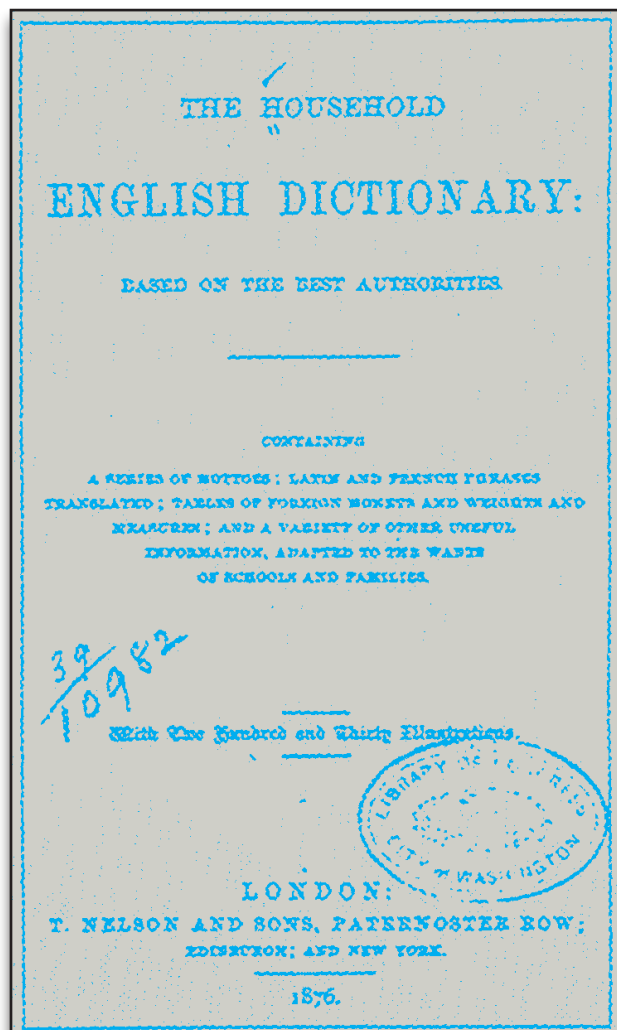 THE HOUSEHOLD
ENGLISH DICTIONARY:
BASED ON THE BEST AUTHORITIES
CONTAINING
A SERIES OF MOTTOES; LATIN AND FRENCH PHRASES
TRANSLATED; TABLES OF FOREIGN MONEYS AND WEIGHTS AND
MEASURES; AND A VARIETY OF OTHER USEFUL
INFORMATION, ADAPTED TO THE WANTS
OF SCHOOLS AND FAMILIES.
39
10982
With Two Hundred and Thirty Illustrations.
LIBRARY OF CONGRESS
CITY OF WASHINGTON
LONDON:
T. NELSON AND SONS, PATERNOSTER ROW;
EDINBURGH; AND NEW YORK.
1876.